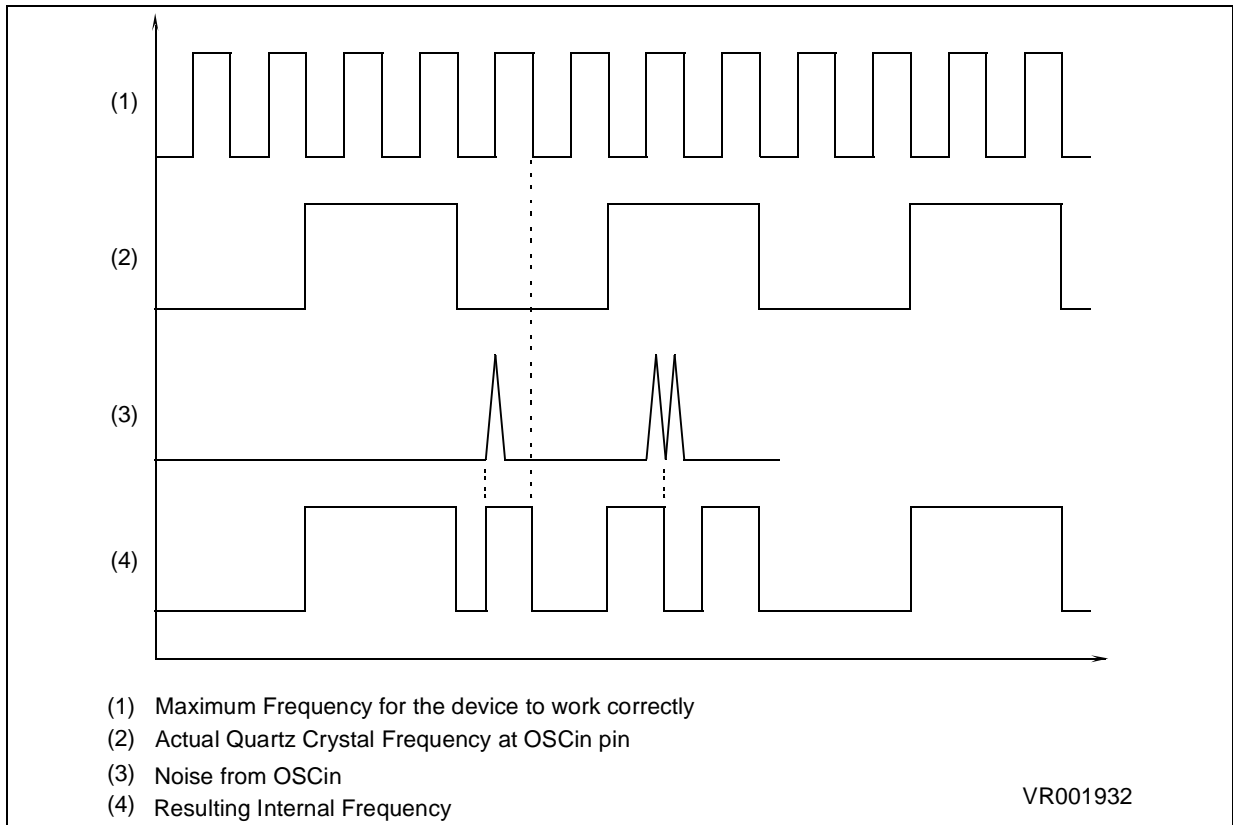 (1)
(2)
(3)
(4)
(1) Maximum Frequency for the device to work correctly
(2) Actual Quartz Crystal Frequency at OSCin pin
(3) Noise from OSCin
(4) Resulting Internal Frequency
VR001932